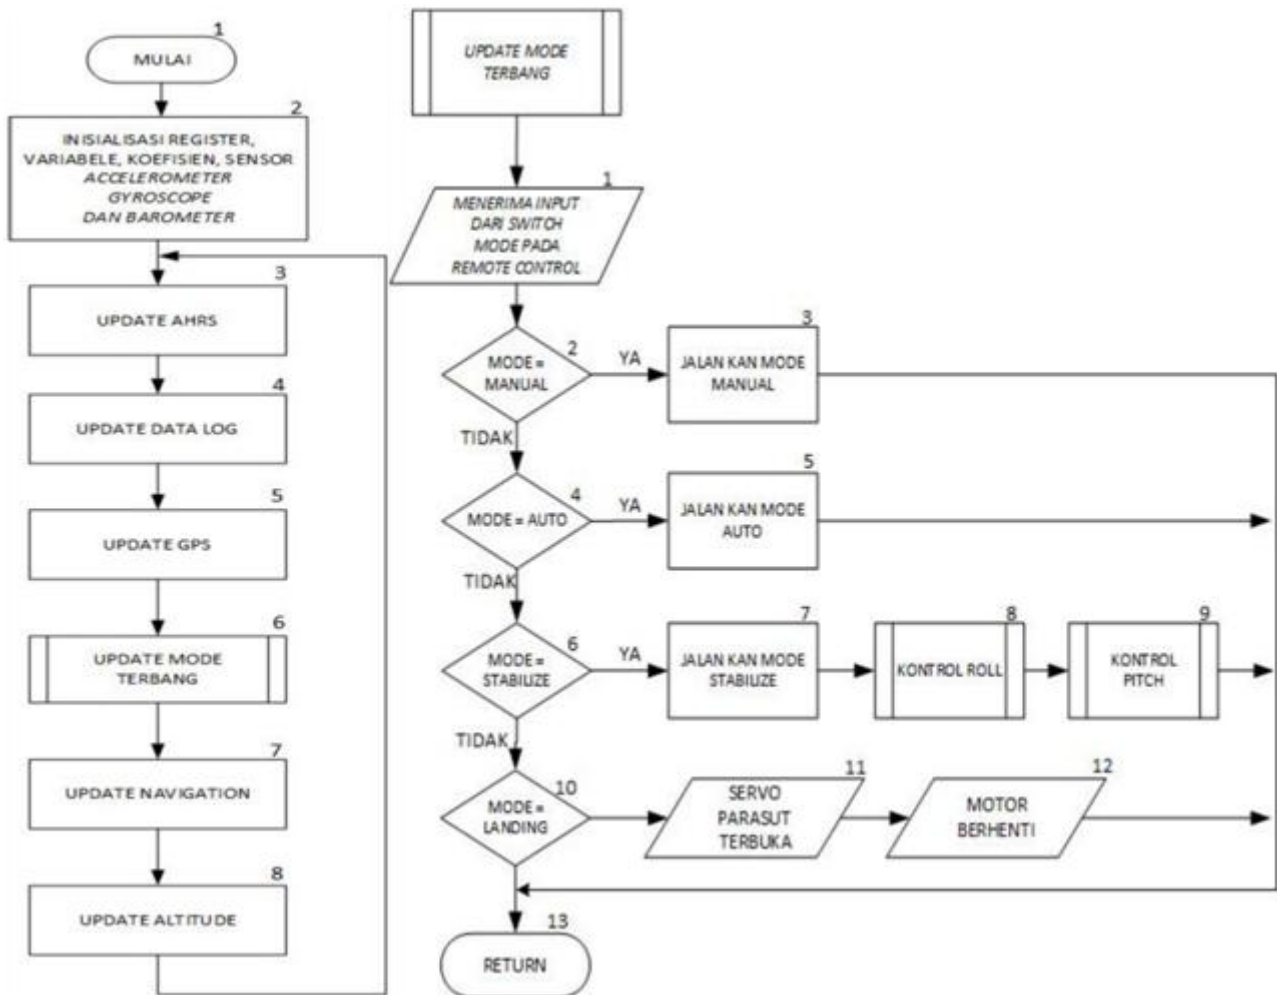 1
MULAI
2
INISIALISASI REGISTER,
VARIABELE, KOEFISIEN, SENSOR
ACCELEROMETER
GYROSCOPE
DAN BAROMETER
3
UPDATE AHRS
4
UPDATE DATA LOG
5
UPDATE GPS
6
UPDATE MODE
TERBANG
7
UPDATE NAVIGATION
8
UPDATE ALTITUDE
UPDATE MODE
TERBANG
1
MENERIMA INPUT
DARI SWITCH
MODE PADA
REMOTE CONTROL
2
MODE =
MANUAL
YA
3
JALAN KAN MODE
MANUAL
TIDAK
4
MODE = AUTO
YA
5
JALAN KAN MODE
AUTO
TIDAK
6
MODE =
STABILIZE
YA
7
JALAN KAN MODE
STABILIZE
8
KONTROL ROLL
9
KONTROL
PITCH
TIDAK
10
MODE =
LANDING
11
SERVO
PARASUT
TERBUKA
12
MOTOR
BERHENTI
13
RETURN